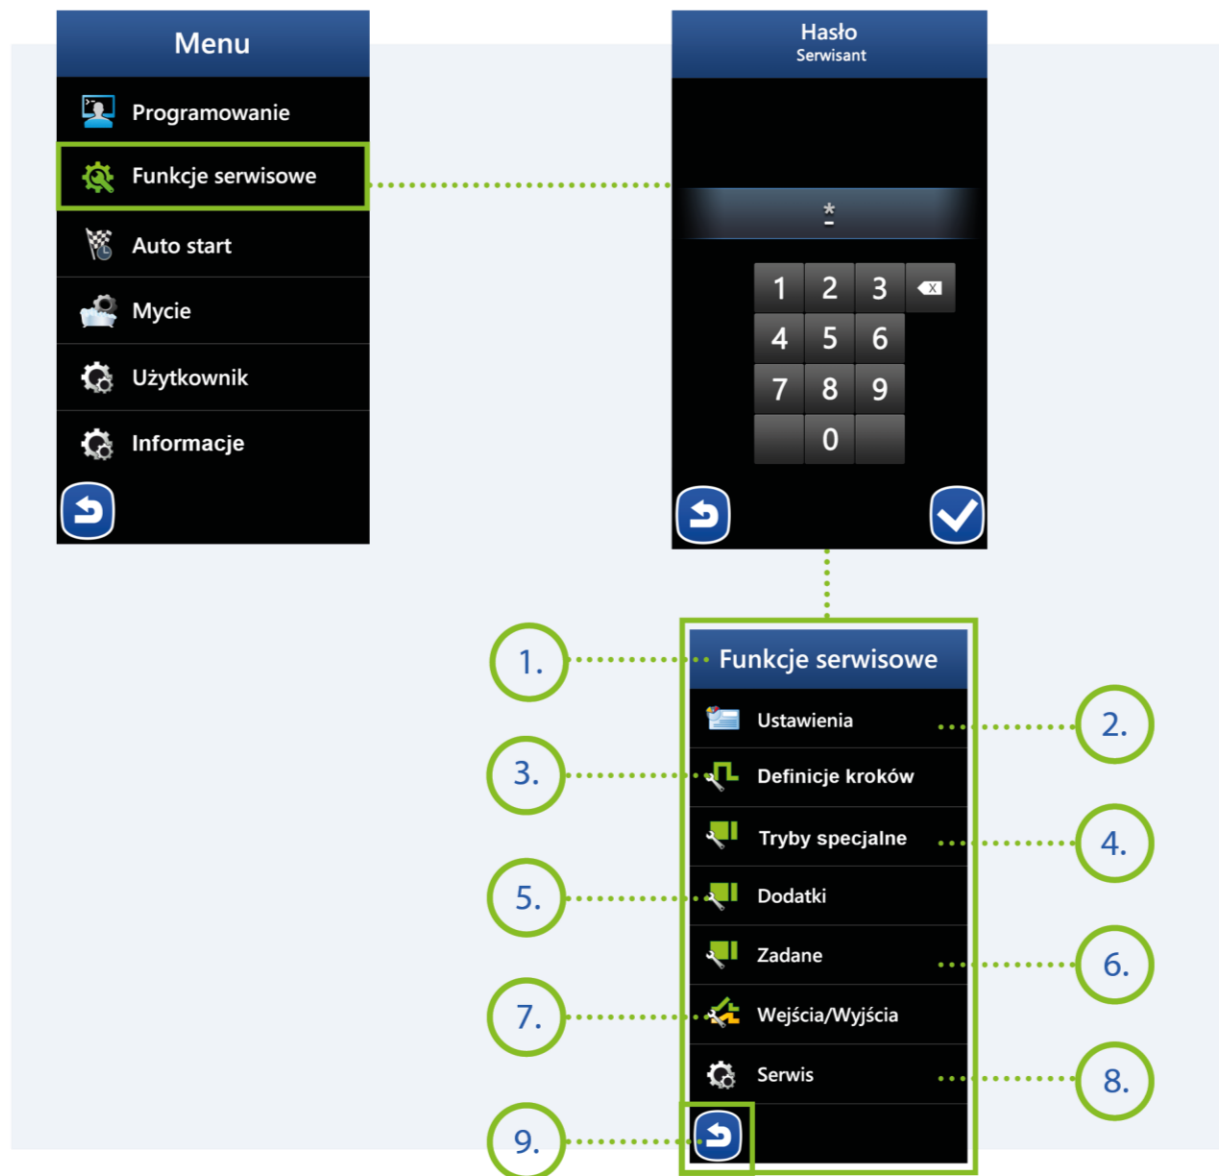 Menu
Programowanie
Funkcje serwisowe
Auto start
Mycie
Użytkownik
Informacje
Hasło
Serwisant
*
1 2 3 X
4 5 6
7 8 9
0
1.
Funkcje serwisowe
Ustawienia
2.
3.
Definicje kroków
Tryby specjalne
4.
5.
Dodatki
Zadane
6.
7.
Wejścia/Wyjścia
Serwis
8.
9.